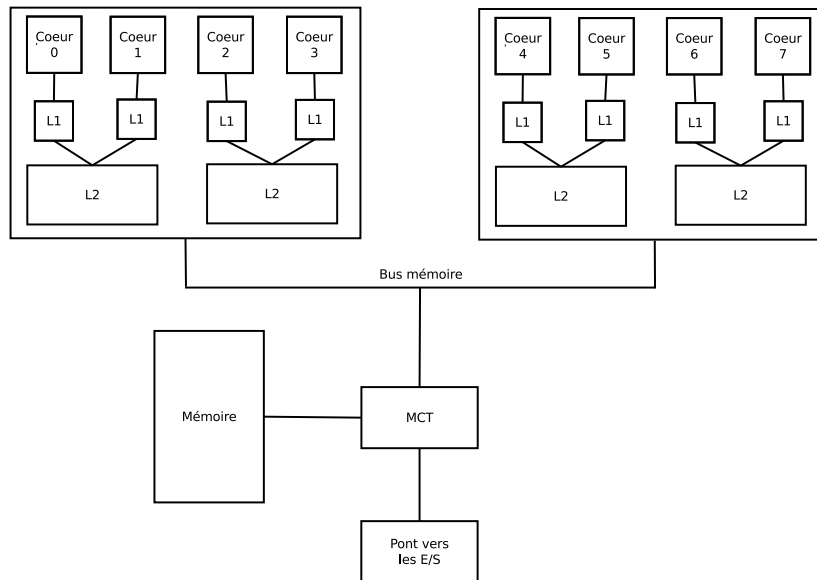 Coeur
0
Coeur
1
Coeur
2
Coeur
3
L1
L1
L1
L1
L2
L2
Coeur
4
Coeur
5
Coeur
6
Coeur
7
L1
L1
L1
L1
L2
L2
Bus mémoire
Mémoire
MCT
Pont vers
les E/S